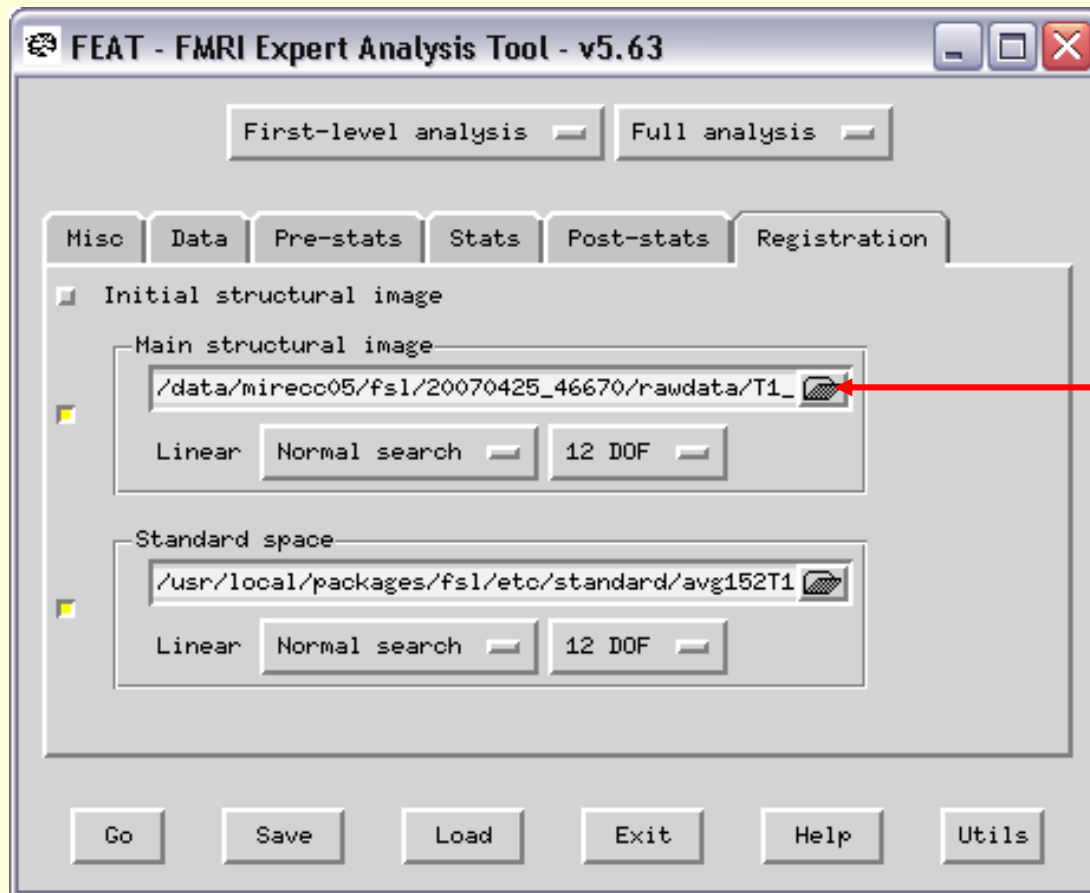 FEAT - FMRI Expert Analysis Tool - v5.63
First-level analysis Full analysis
Misc Data Pre-stats Stats Post-stats Registration
Initial structural image
Main structural image
/data/mirecc05/fsl/20070425_46670/rawdata/T1_
Linear Normal search 12 DOF
Standard space
/usr/local/packages/fsl/etc/standard/avg152T1
Linear Normal search 12 DOF
Go Save Load Exit Help Utils